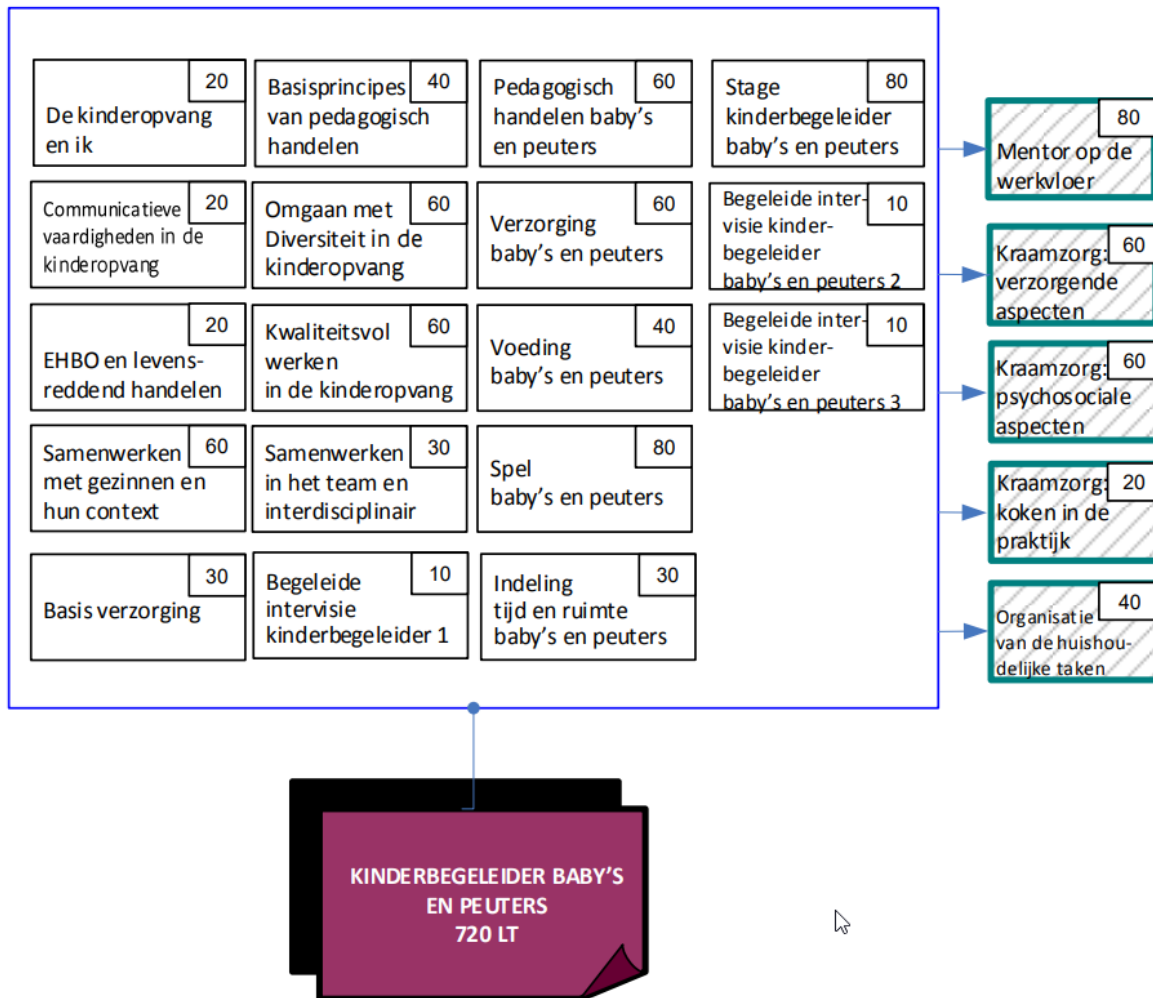 20
De kinderopvang
en ik
40
Basisprincipes
van pedagogisch
handelen
60
Pedagogisch
handelen baby's
en peuters
80
Stage
kinderbegeleider
baby's en peuters
80
Mentor op de
werkvloer
20
Communicatieve
vaardigheden in de
kinderopvang
60
Omgaan met
Diversiteit in de
kinderopvang
60
Verzorging
baby's en peuters
10
Begeleide inter-
visie kinder-
begeleider
baby's en peuters 2
60
Kraamzorg:
verzorgende
aspecten
20
EHBO en levens-
reddend handelen
60
Kwaliteitsvol
werken
in de kinderopvang
40
Voeding
baby's en peuters
10
Begeleide inter-
visie kinder-
begeleider
baby's en peuters 3
60
Kraamzorg:
psychosociale
aspecten
60
Samenwerken
met gezinnen en
hun context
30
Samenwerken
in het team en
interdisciplinair
80
Spel
baby's en peuters
20
Kraamzorg:
koken in de
praktijk
30
Basis verzorging
10
Begeleide
intervisie
kinderbegeleider 1
30
Indeling
tijd en ruimte
baby's en peuters
40
Organisatie
van de huishou-
delijke taken
KINDERBEGELEIDER BABY'S
EN PEUTERS
720 LT